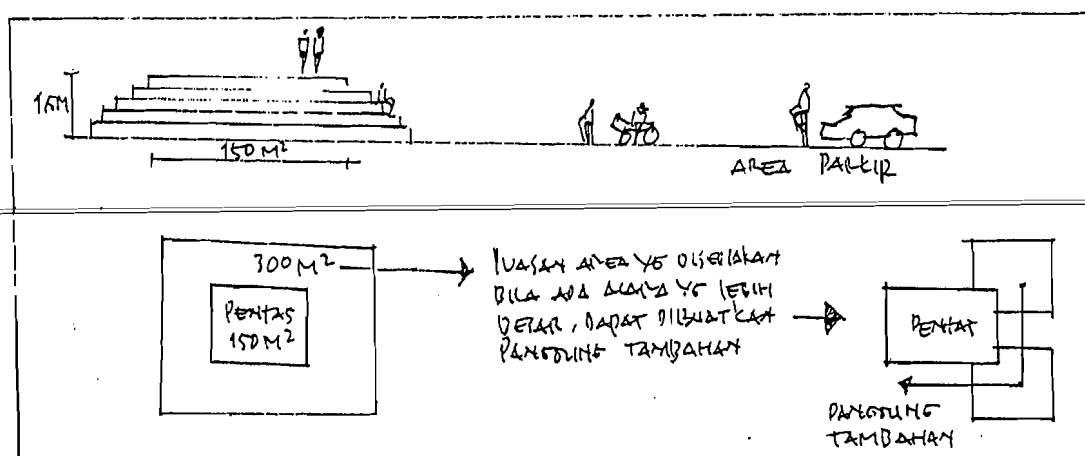 1.5M
150 M²
AREA PARKIR
300 M²
PENTAS
150 M²
LUASAN AREA YG DISEDIAKAN
BILA ADA ACARA YG LEBIH
BESAR, DAPAT DIBUATKAN
PANGGUNG TAMBAHAN
PENTAS
PANGGUNG
TAMBAHAN